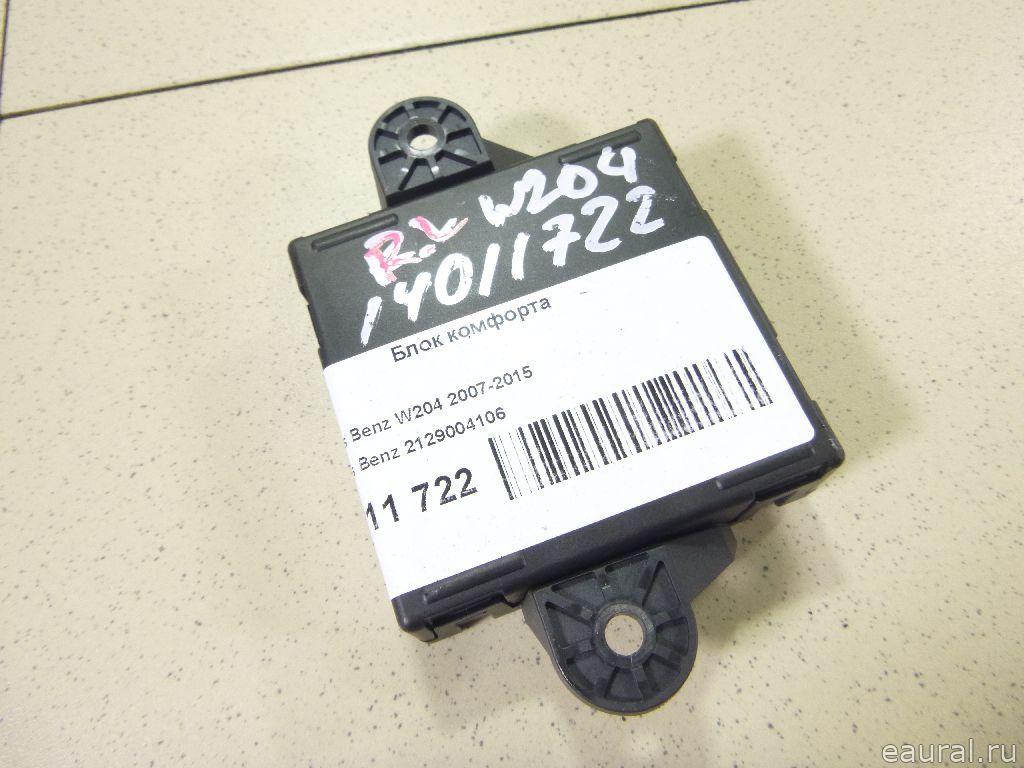 R.L W204
14011722
Блок комфорта
s Benz W204 2007-2015
s Benz 2129004106
11 722
eaural.ru